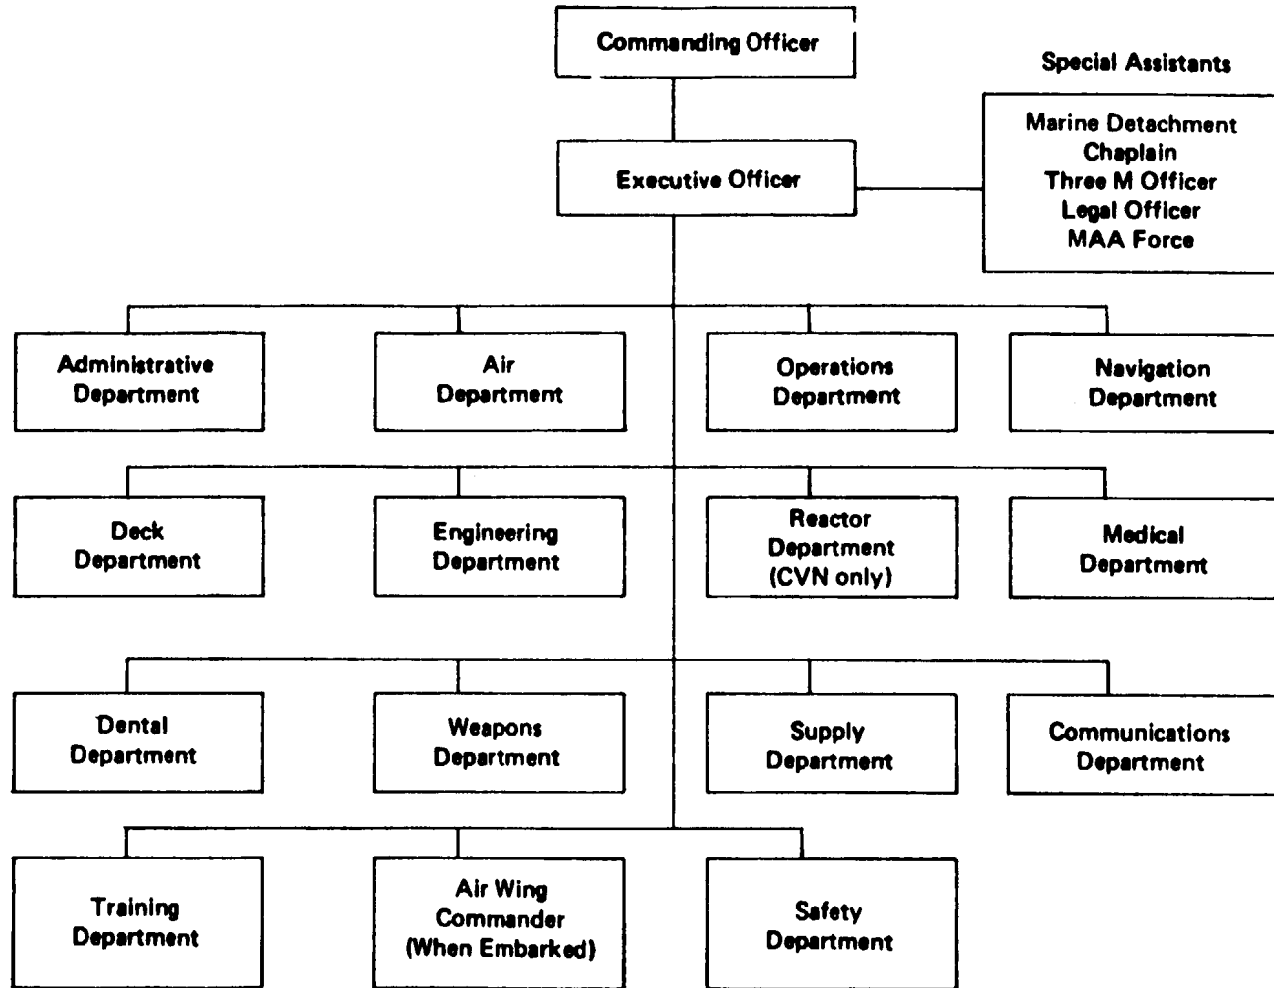 Commanding Officer
Special Assistants
Marine Detachment
Chaplain
Three M Officer
Legal Officer
MAA Force
Executive Officer
Administrative
Department
Air
Department
Operations
Department
Navigation
Department
Deck
Department
Engineering
Department
Reactor
Department
(CVN only)
Medical
Department
Dental
Department
Weapons
Department
Supply
Department
Communications
Department
Training
Department
Air Wing
Commander
(When Embarked)
Safety
Department